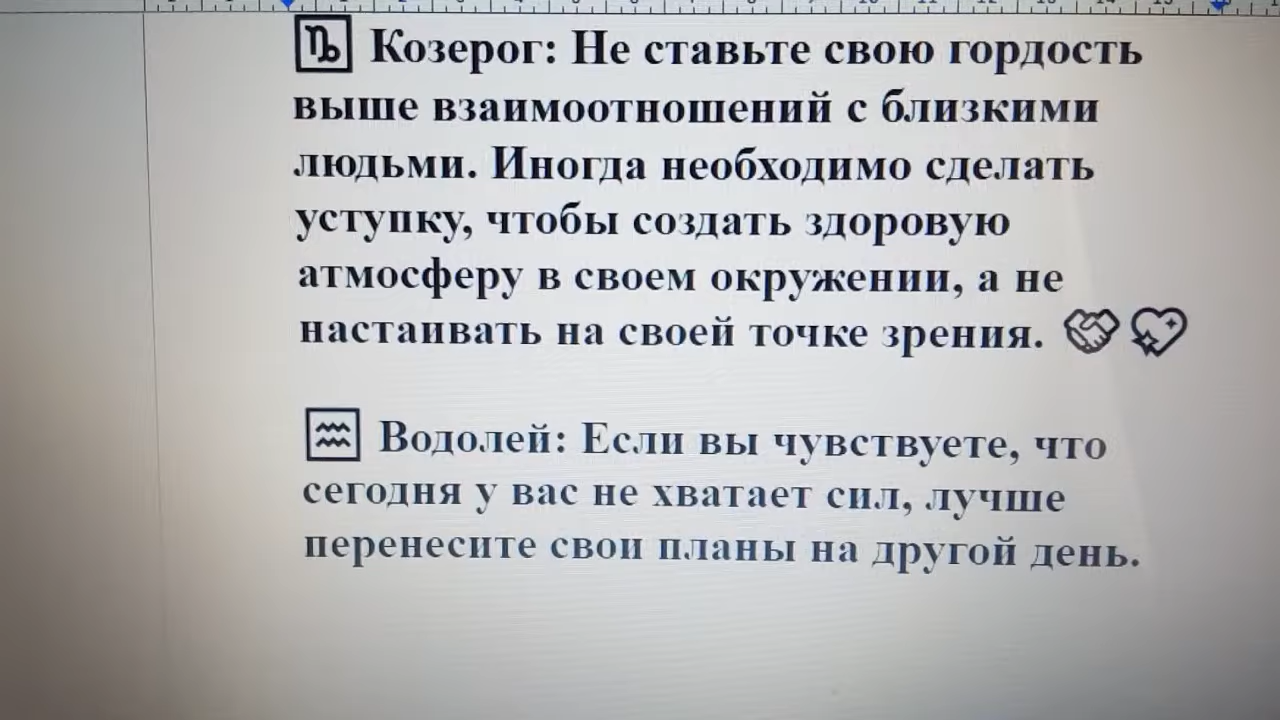 ♑ Козерог: Не ставьте свою гордость
выше взаимоотношений с близкими
людьми. Иногда необходимо сделать
уступку, чтобы создать здоровую
атмосферу в своем окружении, а не
настаивать на своей точке зрения. 🤝💖
♒ Водолей: Если вы чувствуете, что
сегодня у вас не хватает сил, лучше
перенесите свои планы на другой день.